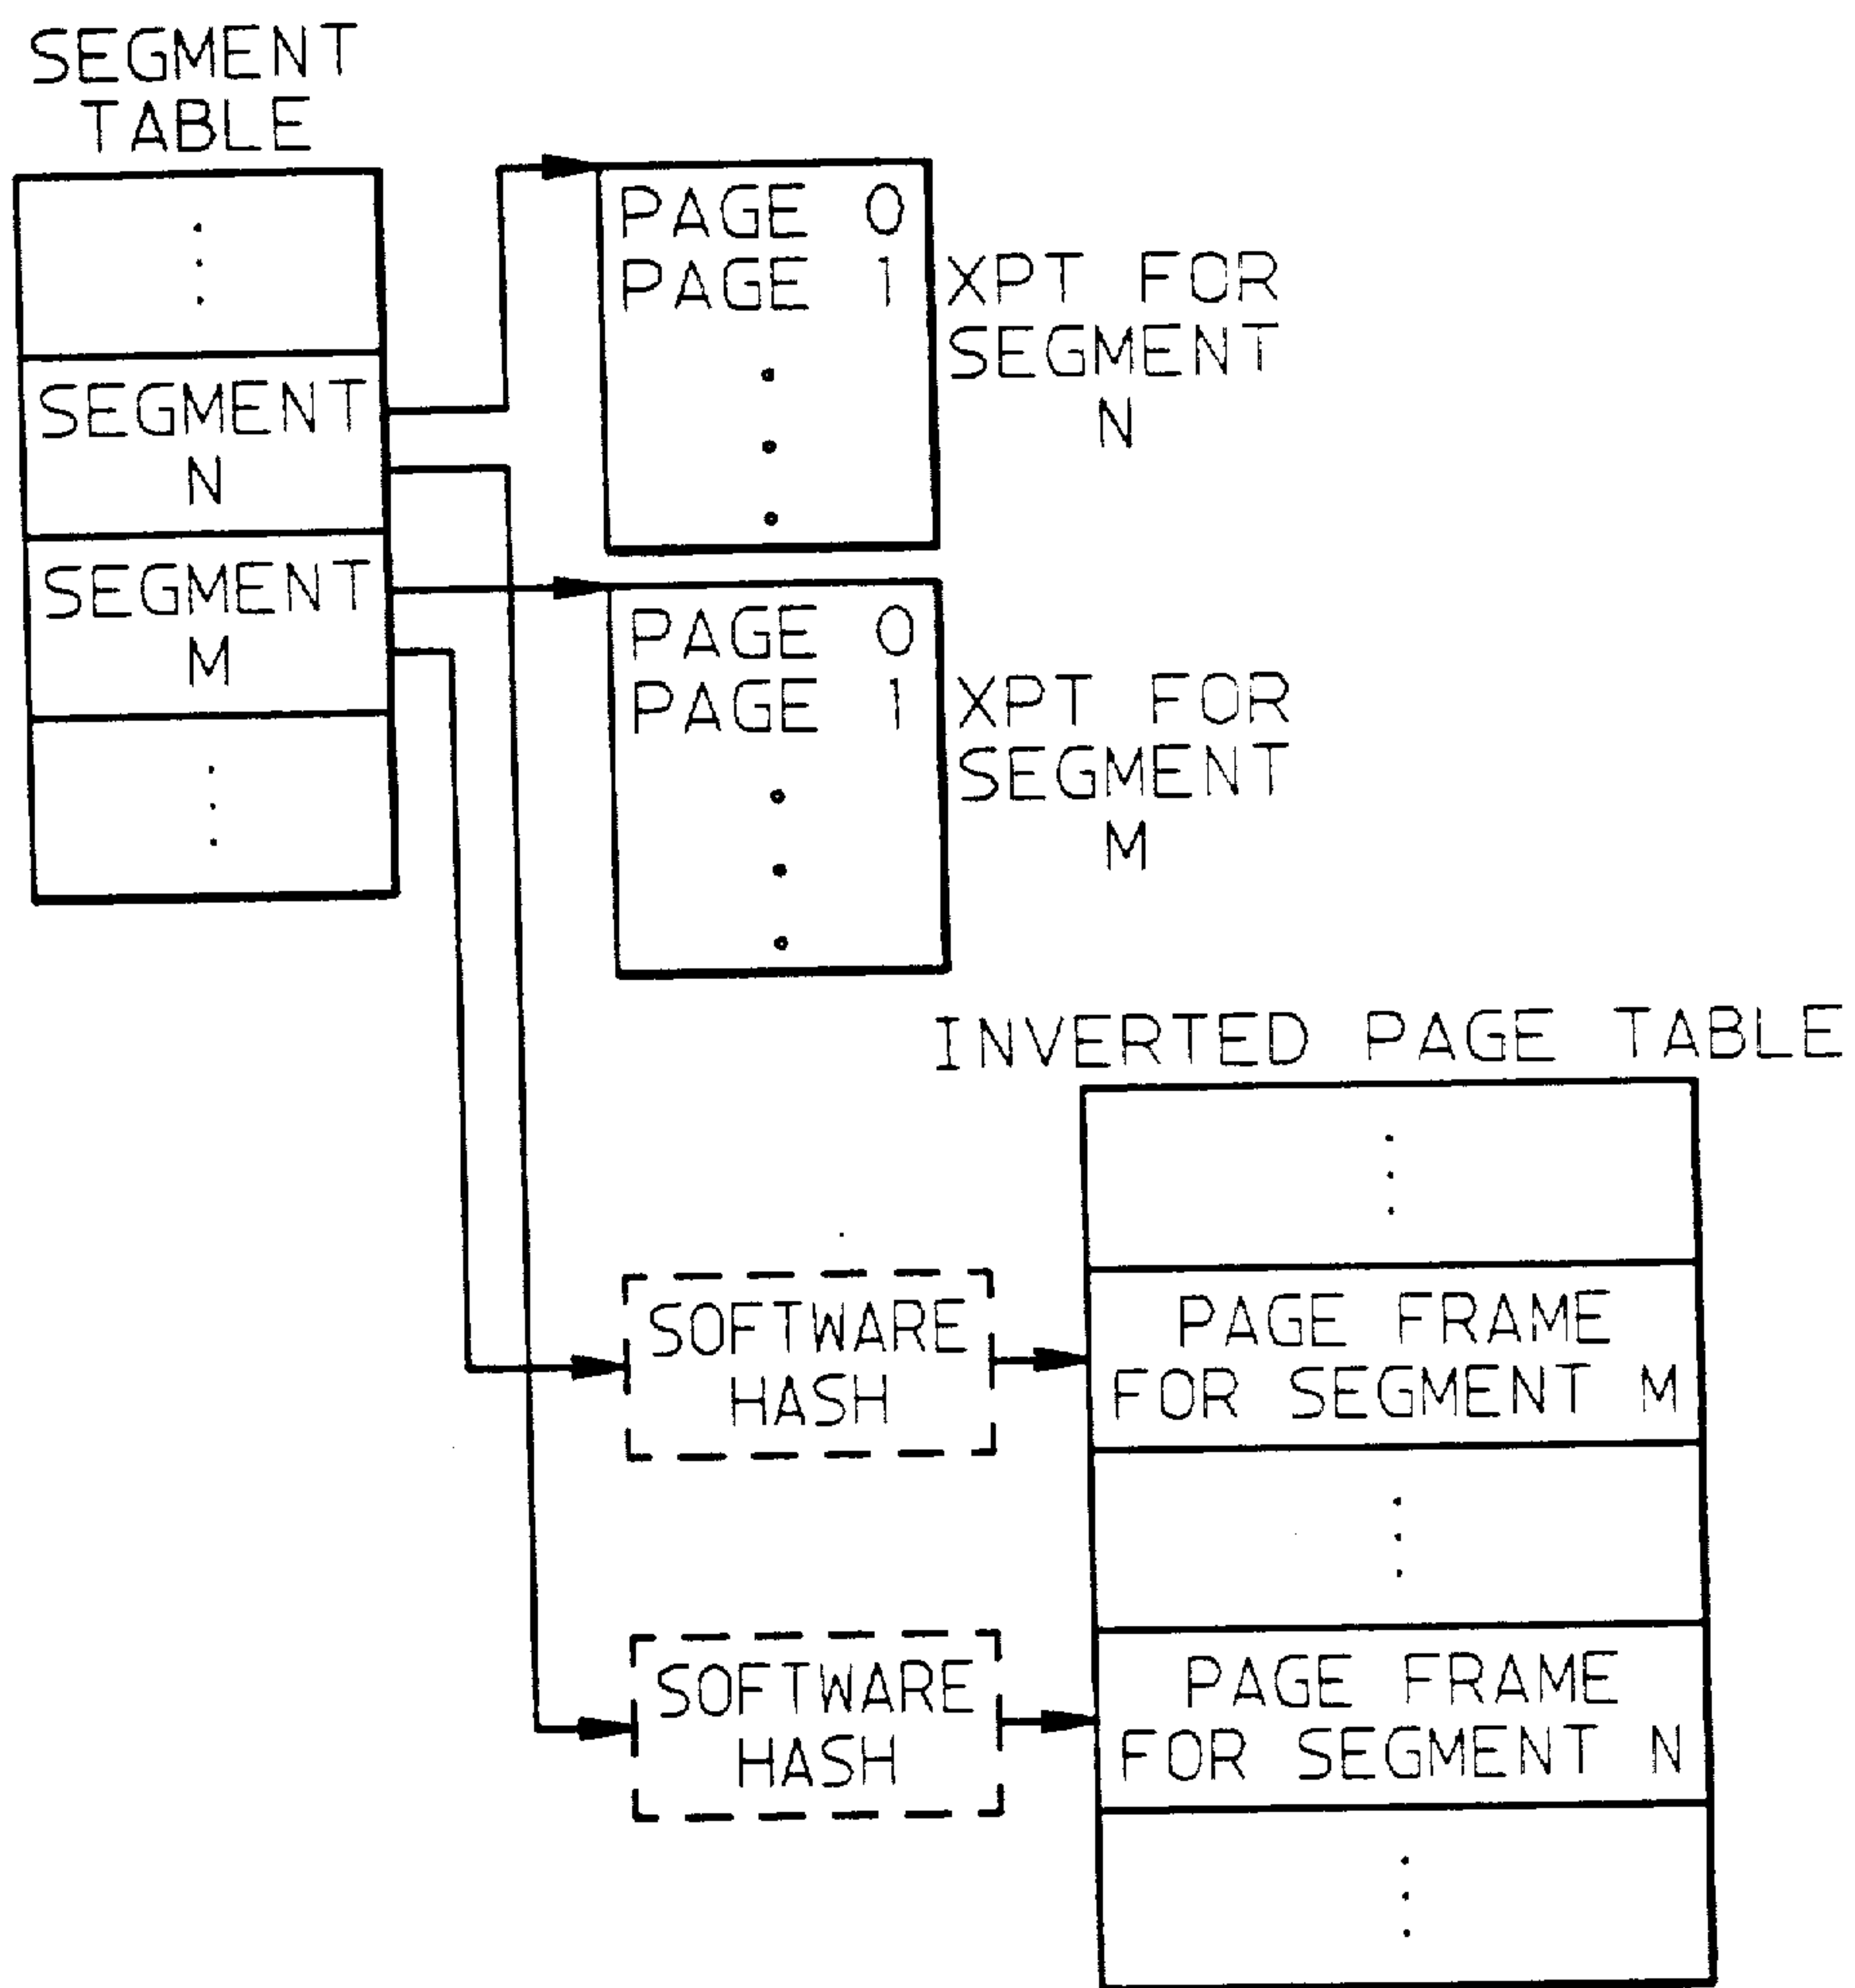 SEGMENT
TABLE
SEGMENT
N
SEGMENT
M
PAGE 0
PAGE 1
XPT FOR
SEGMENT
N
PAGE 0
PAGE 1
XPT FOR
SEGMENT
M
INVERTED PAGE TABLE
SOFTWARE
HASH
PAGE FRAME
FOR SEGMENT M
SOFTWARE
HASH
PAGE FRAME
FOR SEGMENT N